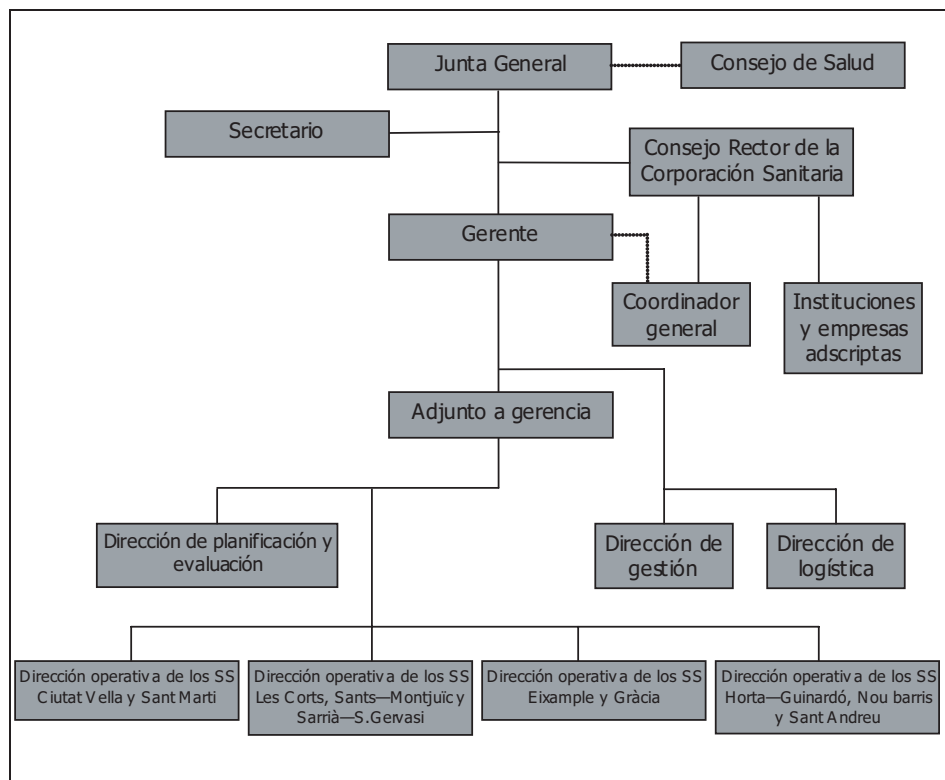 Junta General
Consejo de Salud
Secretario
Consejo Rector de la
Corporación Sanitaria
Gerente
Coordinador
general
Instituciones
y empresas
adscriptas
Adjunto a gerencia
Dirección de planificación y
evaluación
Dirección de
gestión
Dirección de
logística
Dirección operativa de los SS
Ciutat Vella y Sant Marti
Dirección operativa de los SS
Les Corts, Sants—Montjuïc y
Sarrià—S.Gervasi
Dirección operativa de los SS
Eixample y Gràcia
Dirección operativa de los SS
Horta—Guinardó, Nou barris
y Sant Andreu